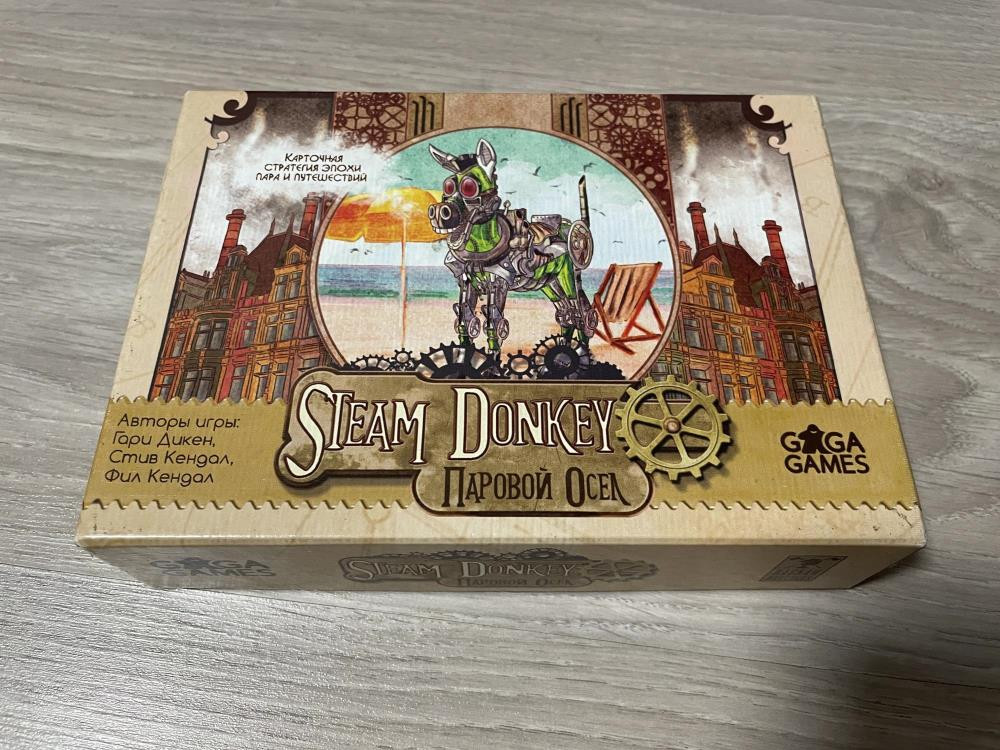 Карточная
стратегия эпохи
пара и путешествий
Steam Donkey
Паровой Осел
Авторы игры:
Гари Дикен,
Стив Кендал,
Фил Кендал
GAGA
GAMES
GAGA
GAMES
Steam Donkey
Паровой Осел